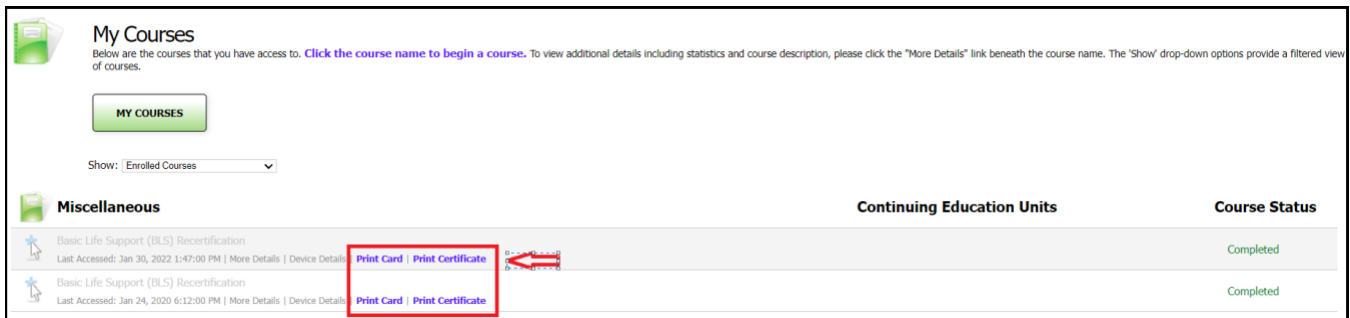 My Courses
Below are the courses that you have access to. Click the course name to begin a course. To view additional details including statistics and course description, please click the "More Details" link beneath the course name. The 'Show' drop-down options provide a filtered view
of courses.
MY COURSES
Show: Enrolled Courses
Miscellaneous Continuing Education Units Course Status
Basic Life Support (BLS) Recertification
Last Accessed: Jan 30, 2022 1:47:00 PM | More Details | Device Details | Print Card | Print Certificate Completed
Basic Life Support (BLS) Recertification
Last Accessed: Jan 24, 2020 6:12:00 PM | More Details | Device Details | Print Card | Print Certificate Completed